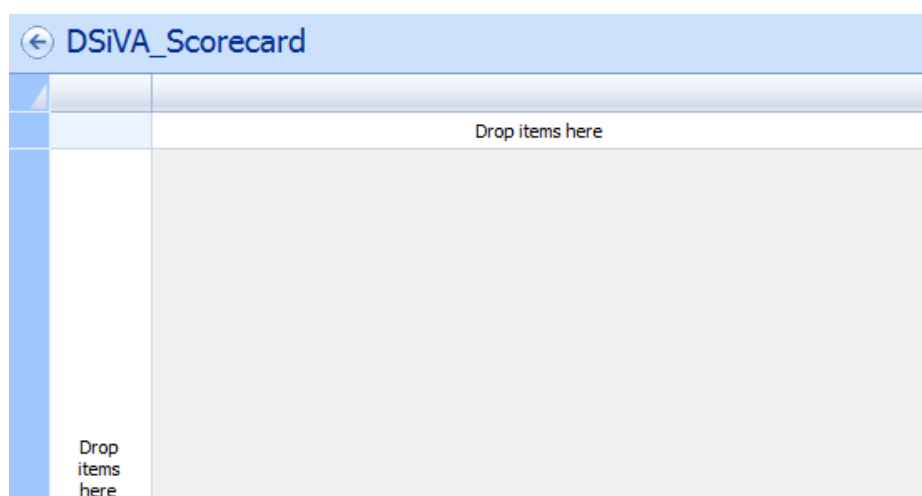 DSiVA_Scorecard
Drop items here
Drop
items
here